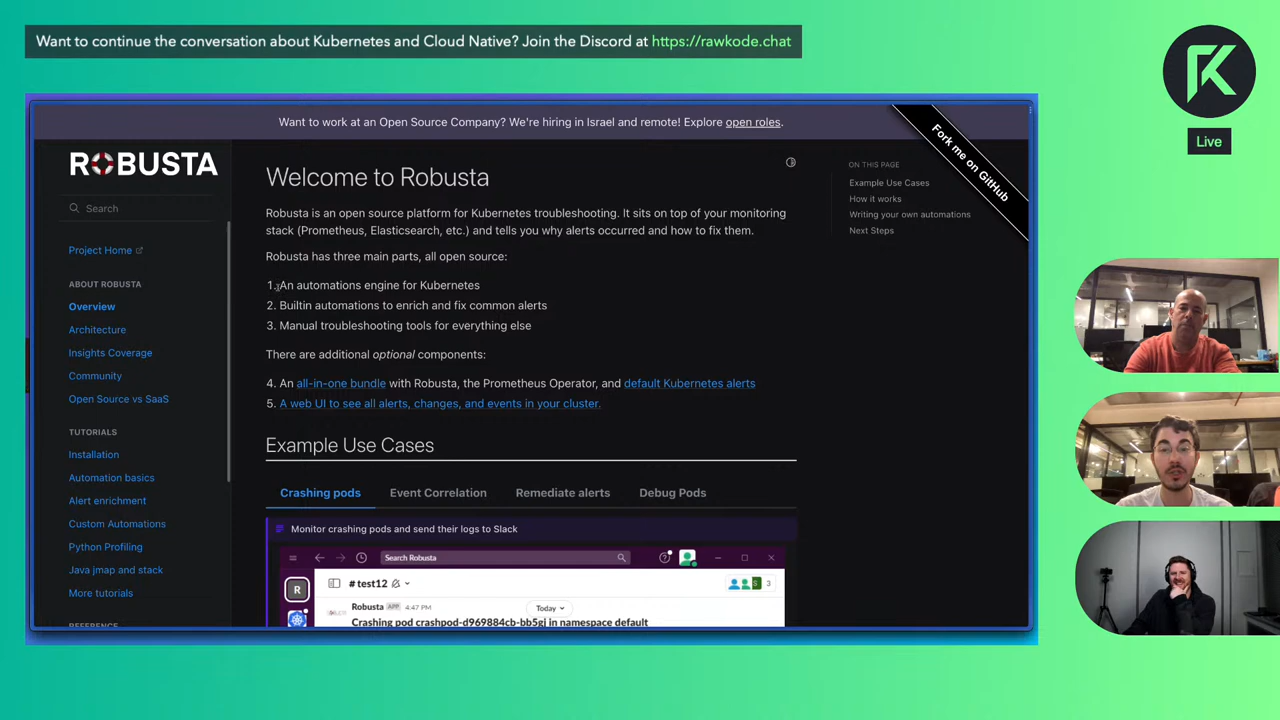 Want to continue the conversation about Kubernetes and Cloud Native? Join the Discord at https://rawkode.chat
Live
Want to work at an Open Source Company? We're hiring in Israel and remote! Explore open roles.
Fork me on GitHub
ROBUSTA
Search
Project Home
ABOUT ROBUSTA
Overview
Architecture
Insights Coverage
Community
Open Source vs SaaS
TUTORIALS
Installation
Automation basics
Alert enrichment
Custom Automations
Python Profiling
Java jmap and stack
More tutorials
REFERENCE
Welcome to Robusta
Robusta is an open source platform for Kubernetes troubleshooting. It sits on top of your monitoring
stack (Prometheus, Elasticsearch, etc.) and tells you why alerts occurred and how to fix them.
Robusta has three main parts, all open source:
1. An automations engine for Kubernetes
2. Builtin automations to enrich and fix common alerts
3. Manual troubleshooting tools for everything else
There are additional optional components:
4. An all-in-one bundle with Robusta, the Prometheus Operator, and default Kubernetes alerts
5. A web UI to see all alerts, changes, and events in your cluster.
Example Use Cases
Crashing pods
Event Correlation
Remediate alerts
Debug Pods
Monitor crashing pods and send their logs to Slack
Search Robusta
R
# test12
3
Robusta APP 4:47 PM
Today
Crashing pod crashpod-d969884cb-bb5gj in namespace default
ON THIS PAGE
Example Use Cases
How it works
Writing your own automations
Next Steps